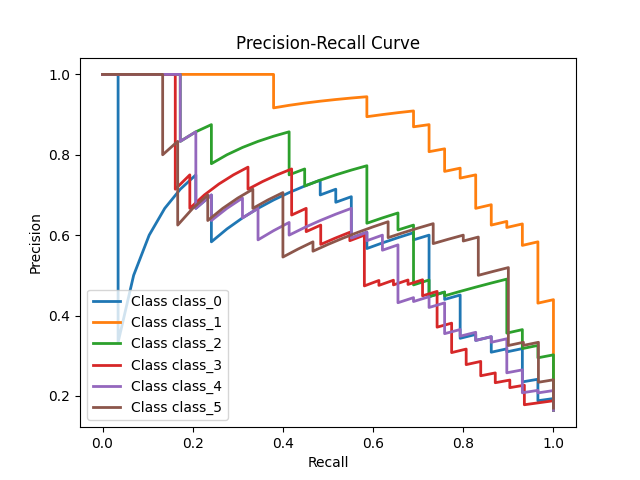 Precision-Recall Curve
Precision
1.0
0.8
0.6
0.4
0.2
Class class_0
Class class_1
Class class_2
Class class_3
Class class_4
Class class_5
0.0 0.2 0.4 0.6 0.8 1.0
Recall